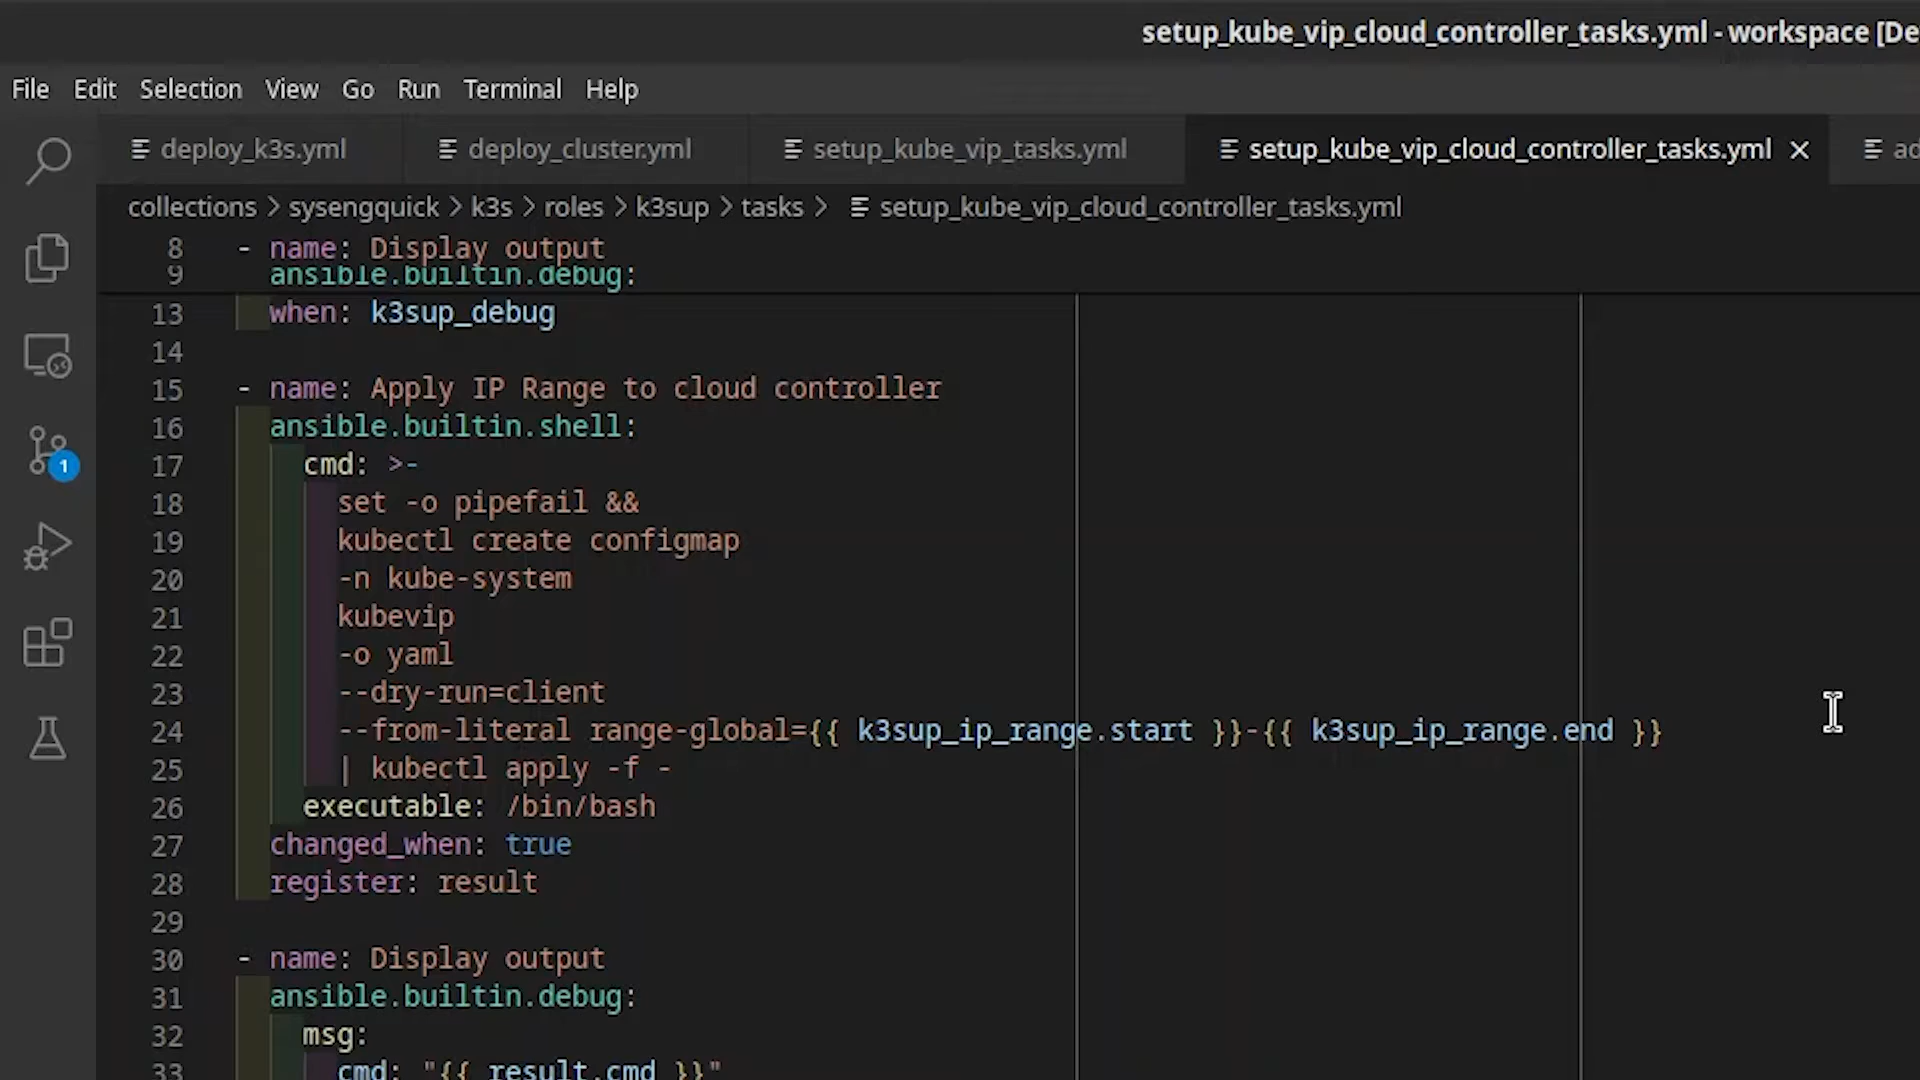 setup_kube_vip_cloud_controller_tasks.yml - workspace [De
File Edit Selection View Go Run Terminal Help
deploy_k3s.yml deploy_cluster.yml setup_kube_vip_tasks.yml setup_kube_vip_cloud_controller_tasks.yml × ad
collections > sysengquick > k3s > roles > k3sup > tasks > setup_kube_vip_cloud_controller_tasks.yml
8 - name: Display output
9 ansible.builtin.debug:
13 when: k3sup_debug
14
15 - name: Apply IP Range to cloud controller
16 ansible.builtin.shell:
17 cmd: >-
1
18 set -o pipefail &&
19 kubectl create configmap
20 -n kube-system
21 kubevip
22 -o yaml
23 --dry-run=client
24 --from-literal range-global={{ k3sup_ip_range.start }}-{{ k3sup_ip_range.end }}
25 | kubectl apply -f -
26 executable: /bin/bash
27 changed_when: true
28 register: result
29
30 - name: Display output
31 ansible.builtin.debug:
32 msg:
33 cmd: "{{ result.cmd }}"